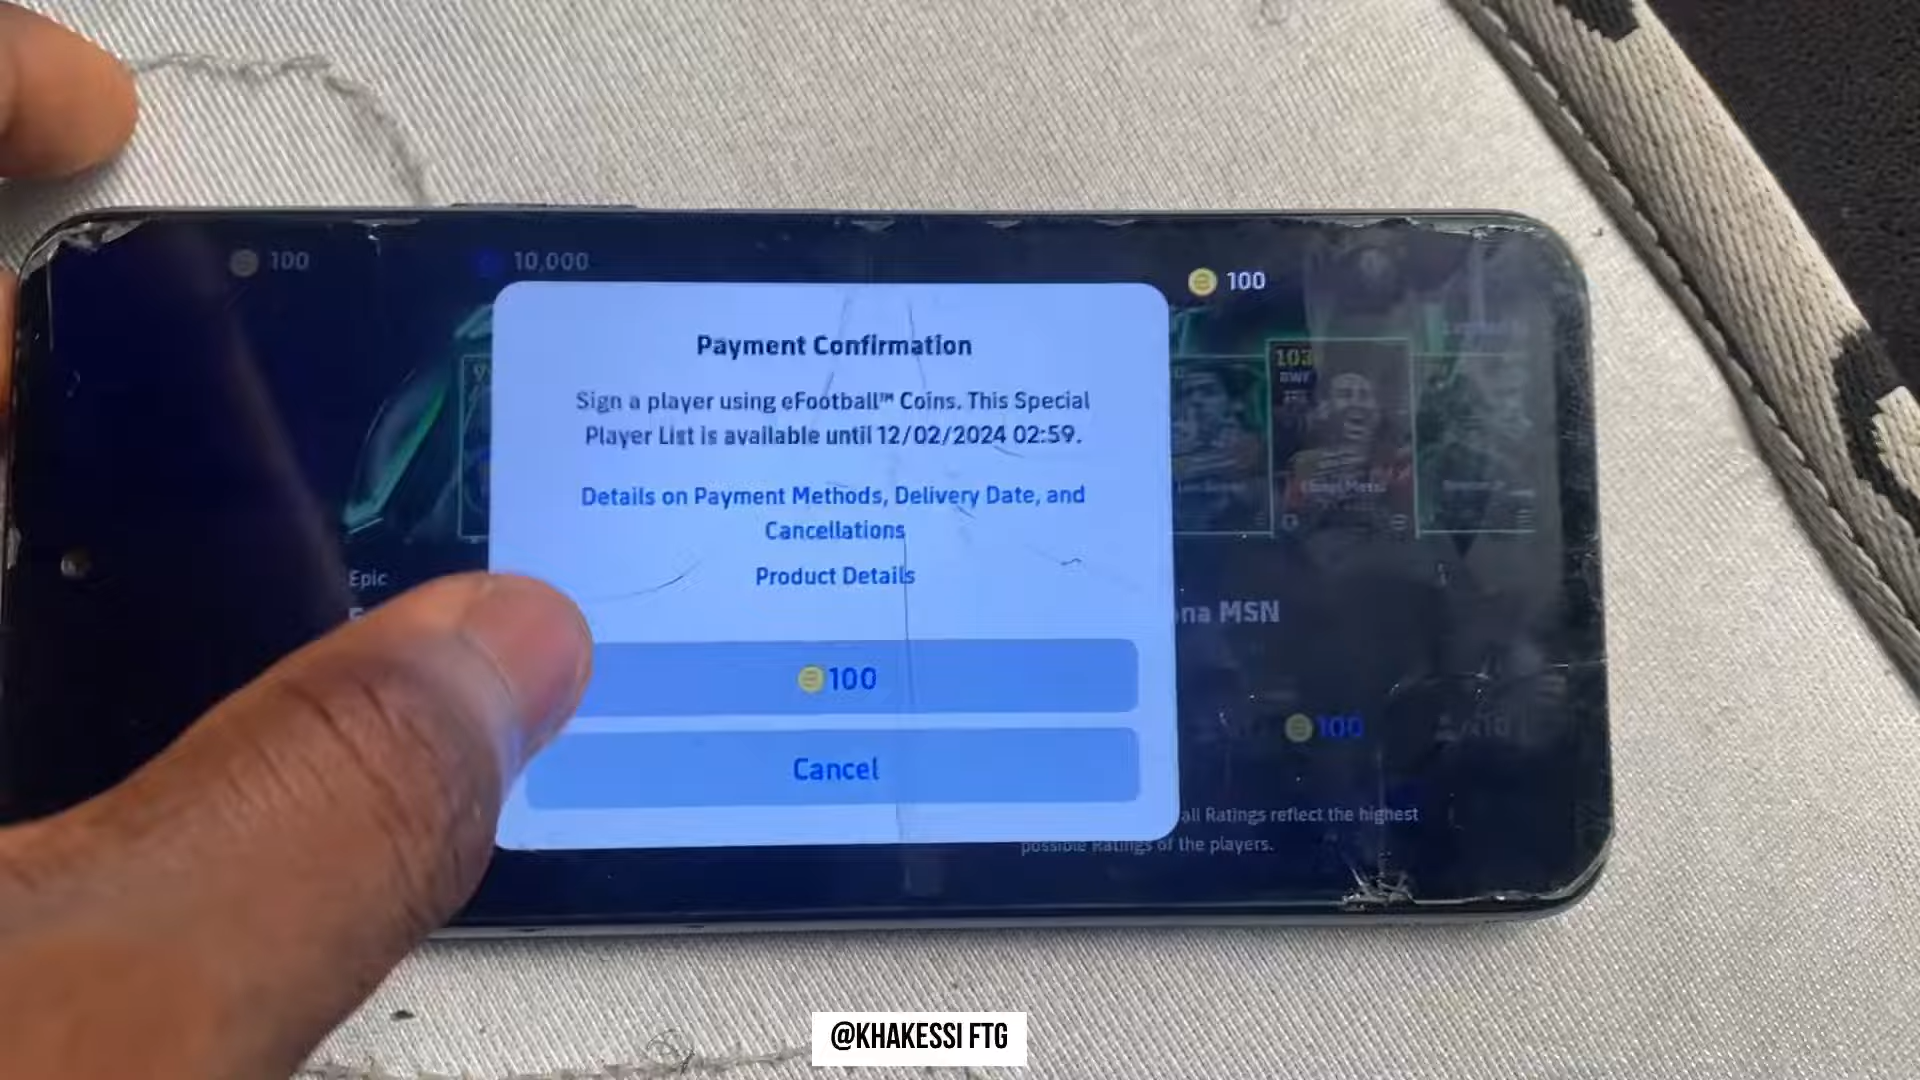 100
10,000
100
Payment Confirmation
Sign a player using eFootball™ Coins. This Special
Player List is available until 12/02/2024 02:59.
Details on Payment Methods, Delivery Date, and
Cancellations
Product Details
100
Cancel
103
Epic
na MSN
100
x10
all Ratings reflect the highest
possible Ratings of the players.
@KHAKESSI FTG